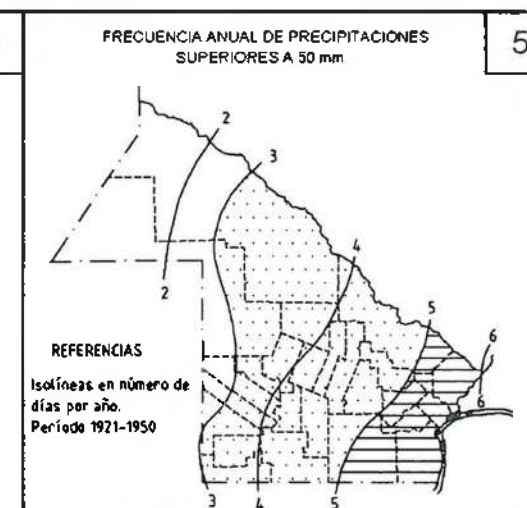 FRECUENCIA ANUAL DE PRECIPITACIONES
SUPERIORES A 50 mm
5
2
3
4
5
6
2
REFERENCIAS
Isolíneas en número de
días por año.
Período 1921-1950
6
3
4
5